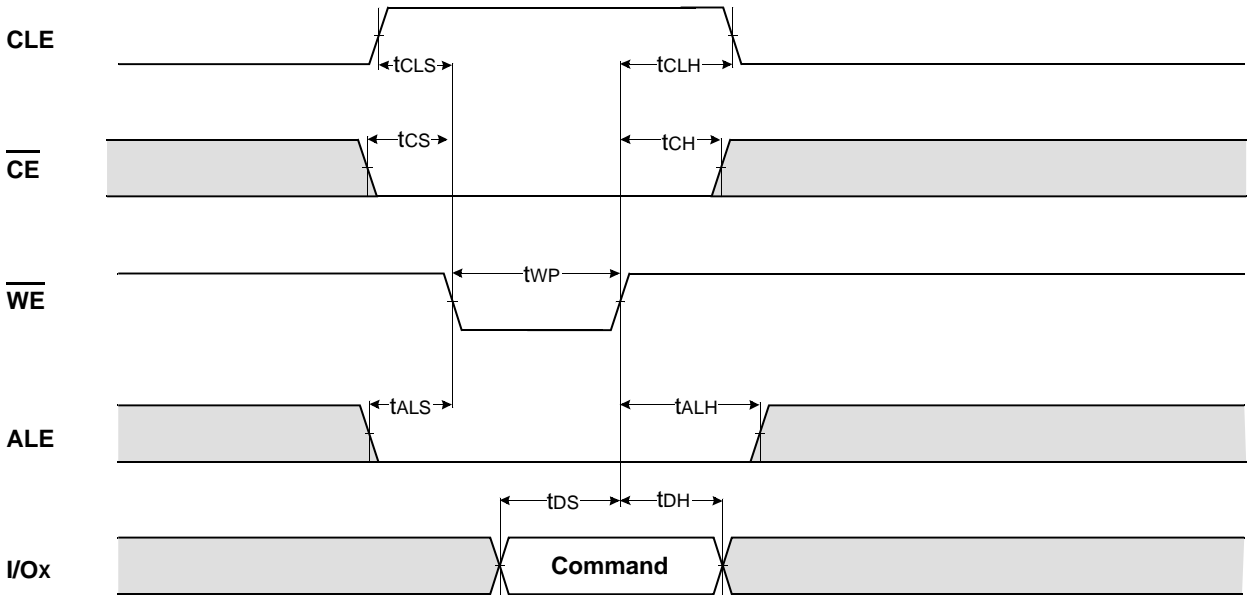 CLE
tCLS
tCLH
CE
tCS
tCH
WE
tWP
ALE
tALS
tALH
tDS
tDH
I/Ox
Command